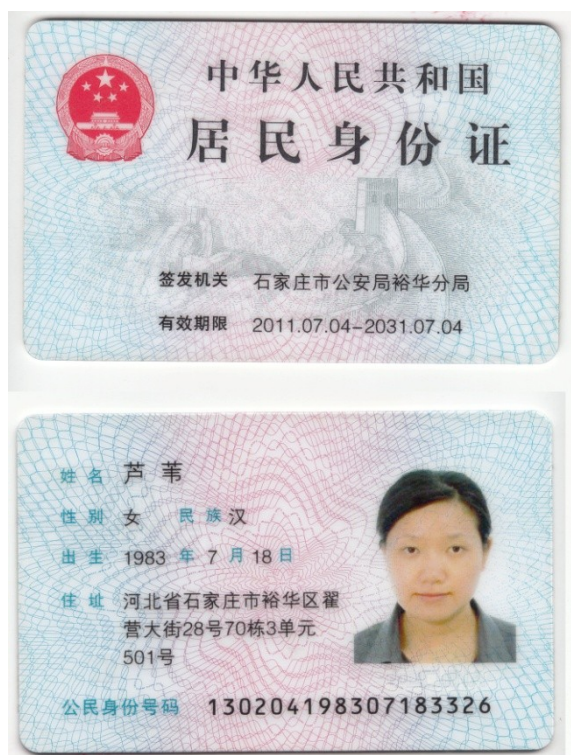 中华人民共和国
居民身份证
签发机关 石家庄市公安局裕华分局
有效期限 2011.07.04-2031.07.04
姓名 芦苇
性别 女 民族 汉
出生 1983 年 7 月 18 日
住址 河北省石家庄市裕华区翟
营大街28号70栋3单元
501号
公民身份号码 130204198307183326